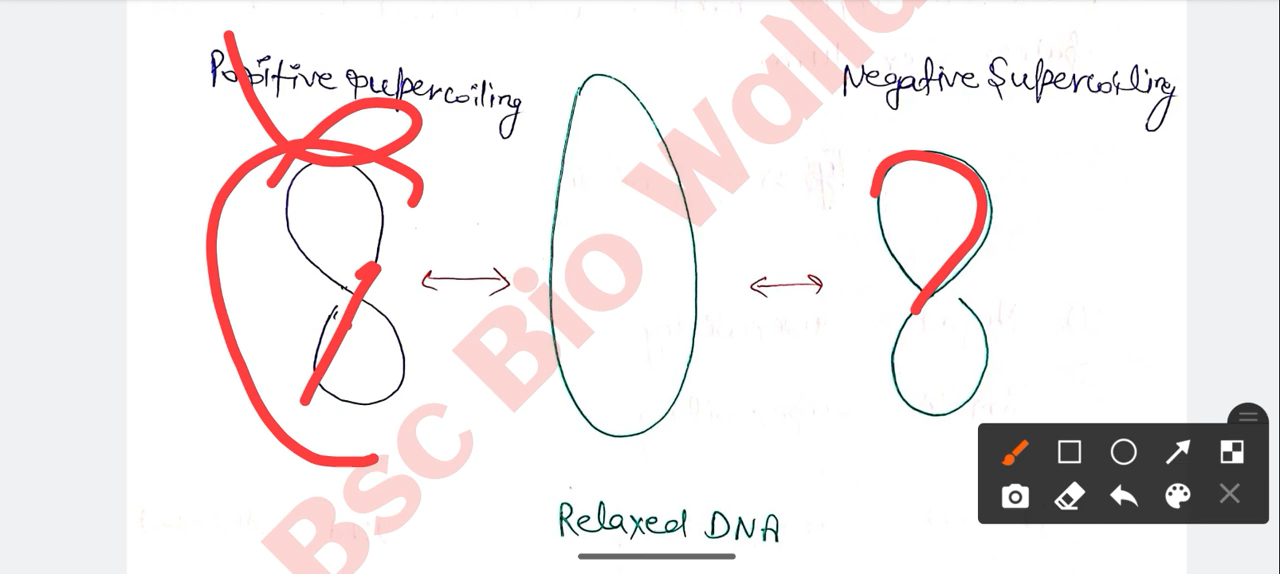 Positive Supercoiling
Negative Supercoiling
Bsc Bio Walla
Relaxed DNA